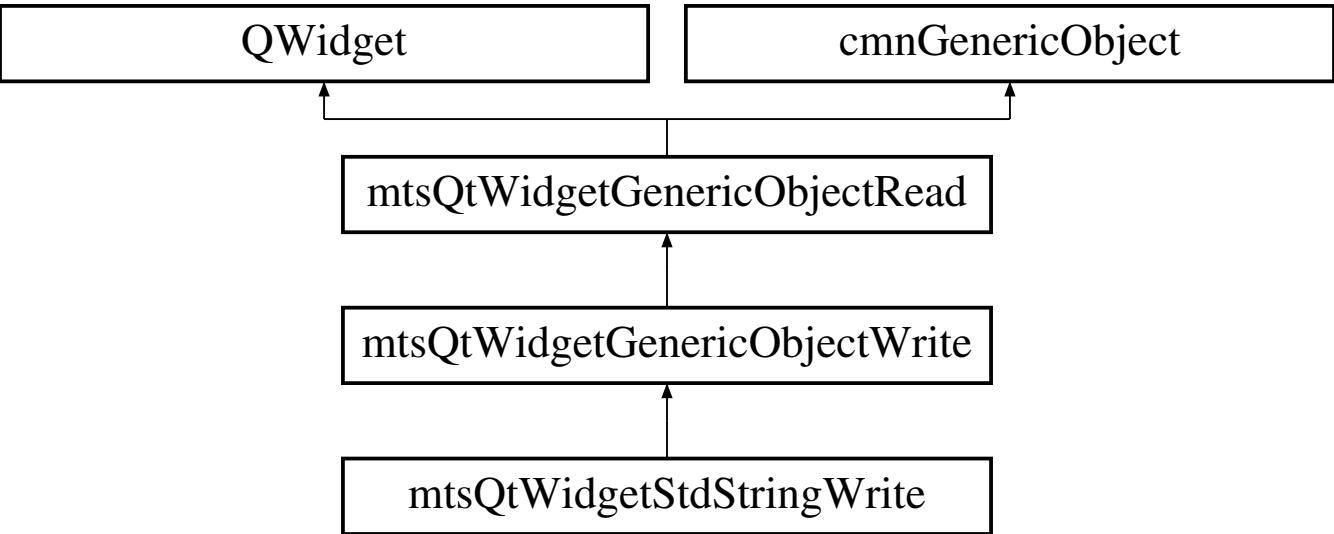 QWidget
cmnGenericObject
mtsQtWidgetGenericObjectRead
mtsQtWidgetGenericObjectWrite
mtsQtWidgetStdStringWrite